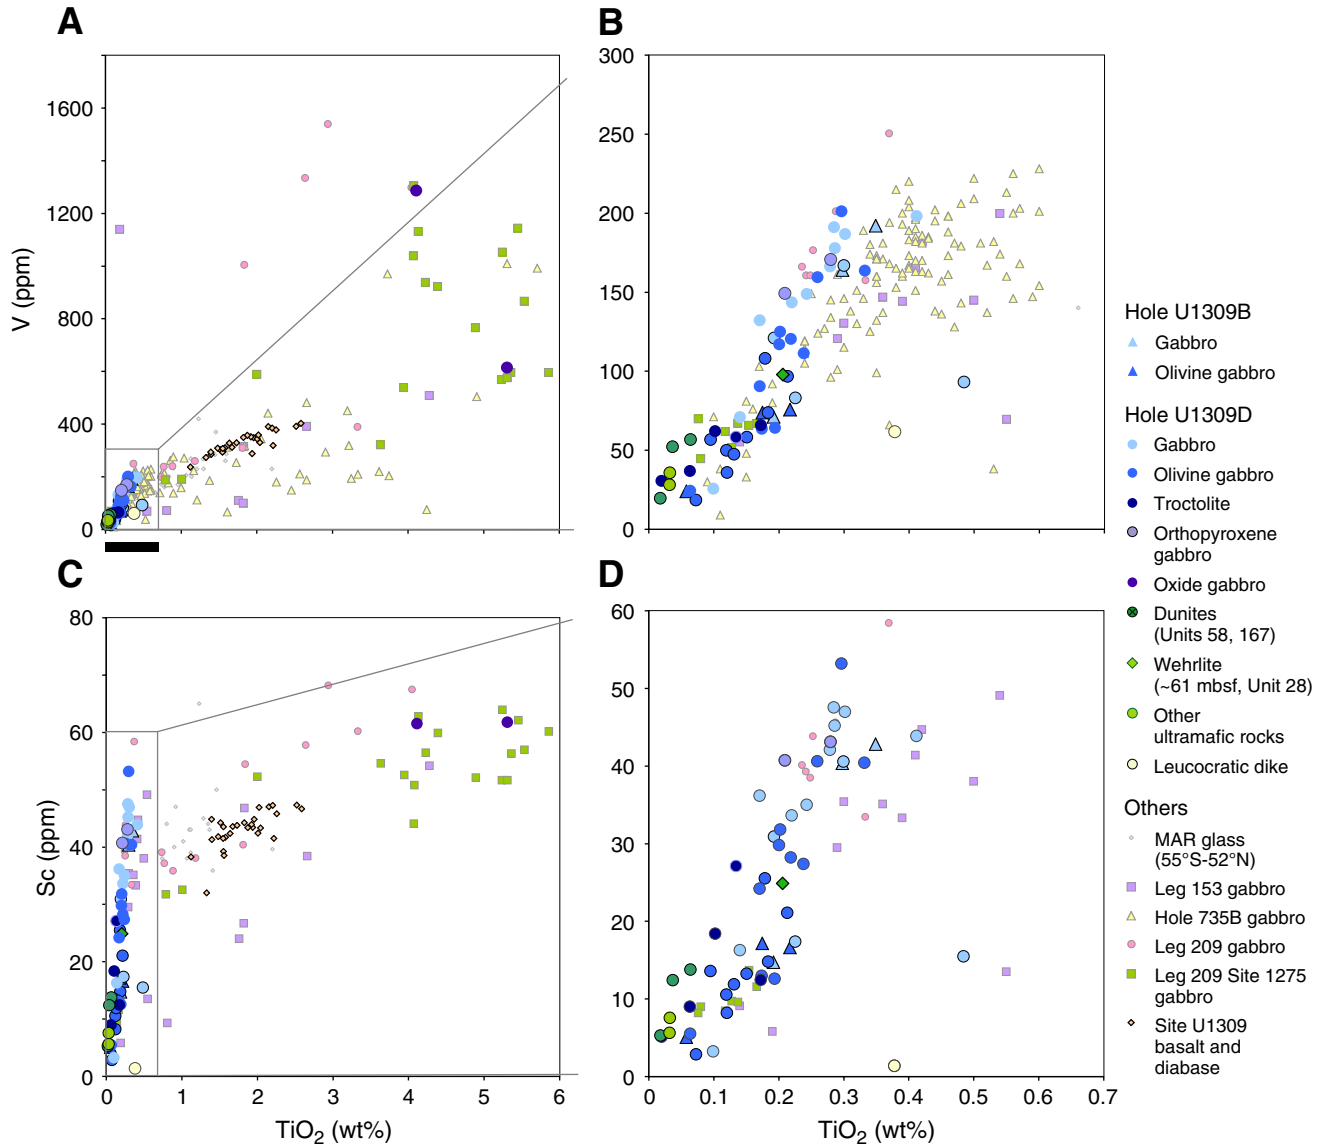 A
B
1600
1200
800
400
0
V (ppm)
300
250
200
150
100
50
0
C
D
80
60
40
20
0
Sc (ppm)
0
1
2
3
4
5
6
TiO2 (wt%)
60
50
40
30
20
10
0
0
0.1
0.2
0.3
0.4
0.5
0.6
0.7
TiO2 (wt%)
Hole U1309B
Gabbro
Olivine gabbro
Hole U1309D
Gabbro
Olivine gabbro
Troctolite
Orthopyroxene
gabbro
Oxide gabbro
Dunites
(Units 58, 167)
Wehrlite
(~61 mbsf, Unit 28)
Other
ultramafic rocks
Leucocratic dike
Others
MAR glass
(55°S-52°N)
Leg 153 gabbro
Hole 735B gabbro
Leg 209 gabbro
Leg 209 Site 1275
gabbro
Site U1309
basalt and
diabase